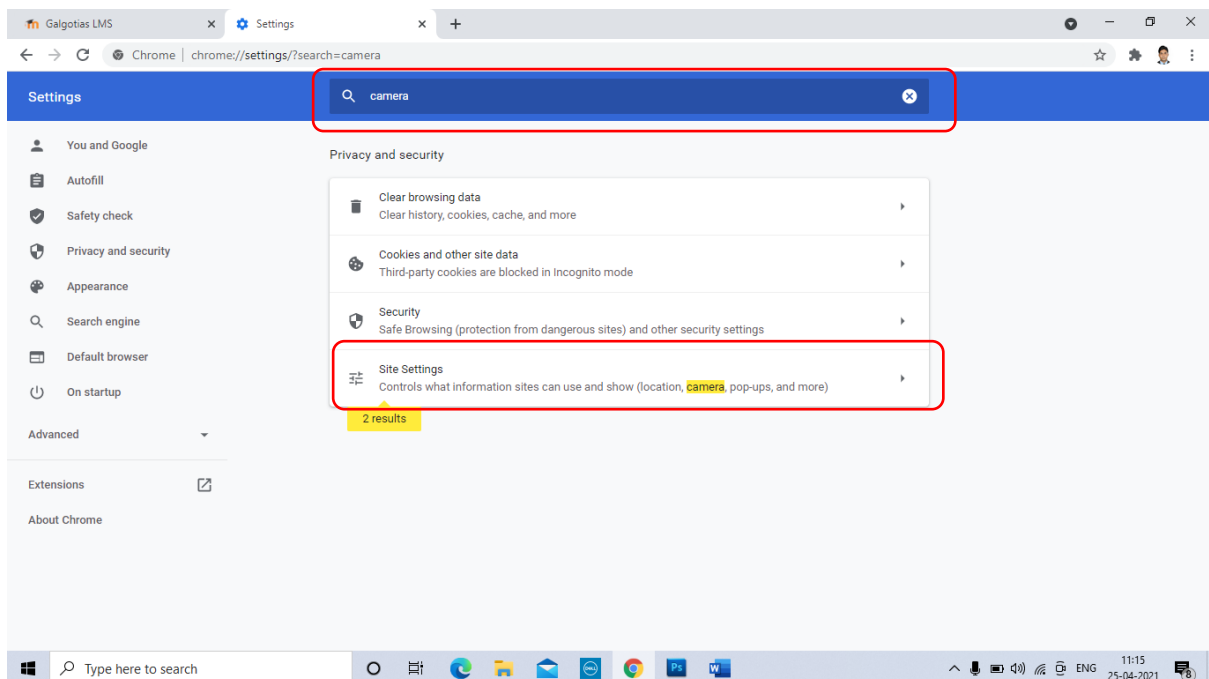 Galgotias LMS
Settings
Chrome | chrome://settings/?search=camera
Settings
camera
You and Google
Autofill
Safety check
Privacy and security
Appearance
Search engine
Default browser
On startup
Advanced
Extensions
About Chrome
Privacy and security
Clear browsing data
Clear history, cookies, cache, and more
Cookies and other site data
Third-party cookies are blocked in Incognito mode
Security
Safe Browsing (protection from dangerous sites) and other security settings
Site Settings
Controls what information sites can use and show (location, camera, pop-ups, and more)
2 results
Type here to search
DELL
Ps
W
ENG
11:15
25-04-2021
8